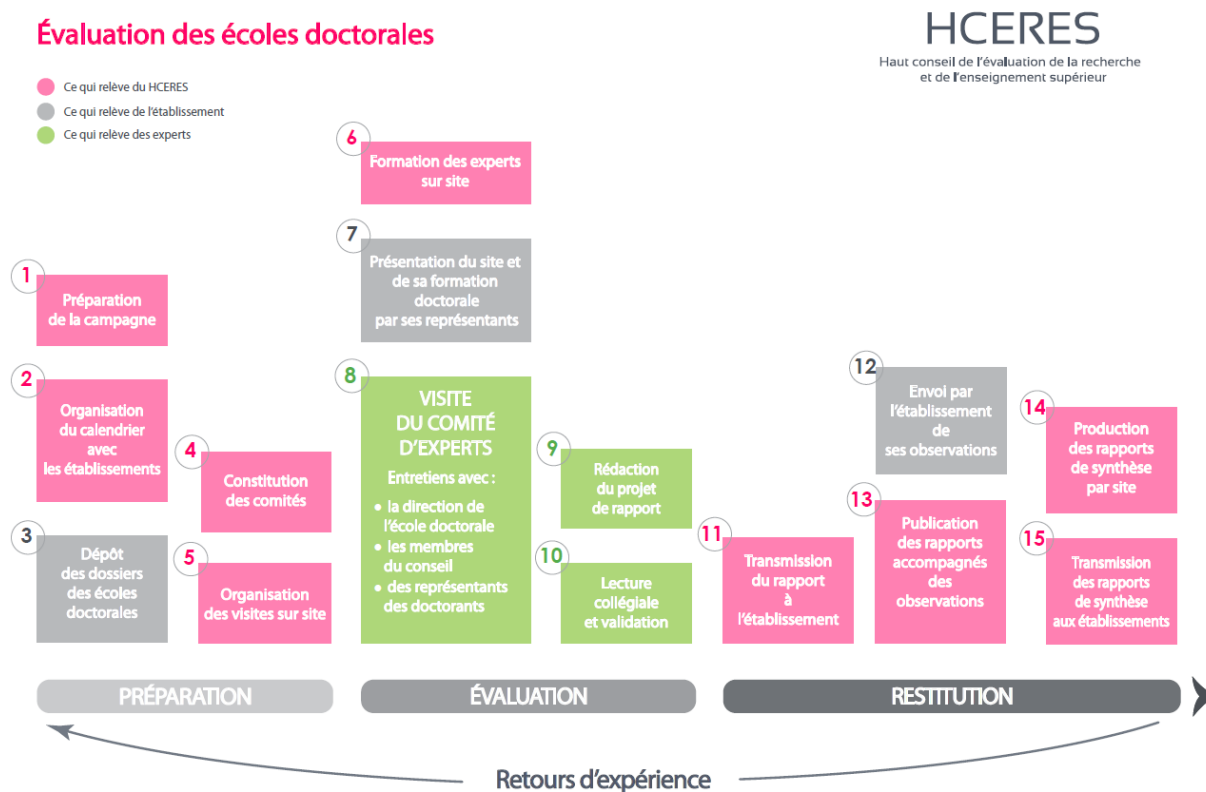 Évaluation des écoles doctorales
HCERES
Haut conseil de l'évaluation de la recherche
et de l'enseignement supérieur
Ce qui relève du HCERES
Ce qui relève de l'établissement
Ce qui relève des experts
1
Préparation
de la campagne
2
Organisation
du calendrier
avec
les établissements
3
Dépôt
des dossiers
des écoles
doctorales
4
Constitution
des comités
5
Organisation
des visites sur site
6
Formation des experts
sur site
7
Présentation du site et
de sa formation
doctorale
par ses représentants
8
VISITE
DU COMITÉ
D'EXPERTS
Entretiens avec :
• la direction de
l'école doctorale
• les membres
du conseil
• des représentants
des doctorants
9
Rédaction
du projet
de rapport
10
Lecture
collégiale
et validation
11
Transmission
du rapport
à
l'établissement
12
Envoi par
l'établissement
de
ses observations
13
Publication
des rapports
accompagnés
des
observations
14
Production
des rapports
de synthèse
par site
15
Transmission
des rapports
de synthèse
aux établissements
PRÉPARATION
ÉVALUATION
RESTITUTION
Retours d'expérience